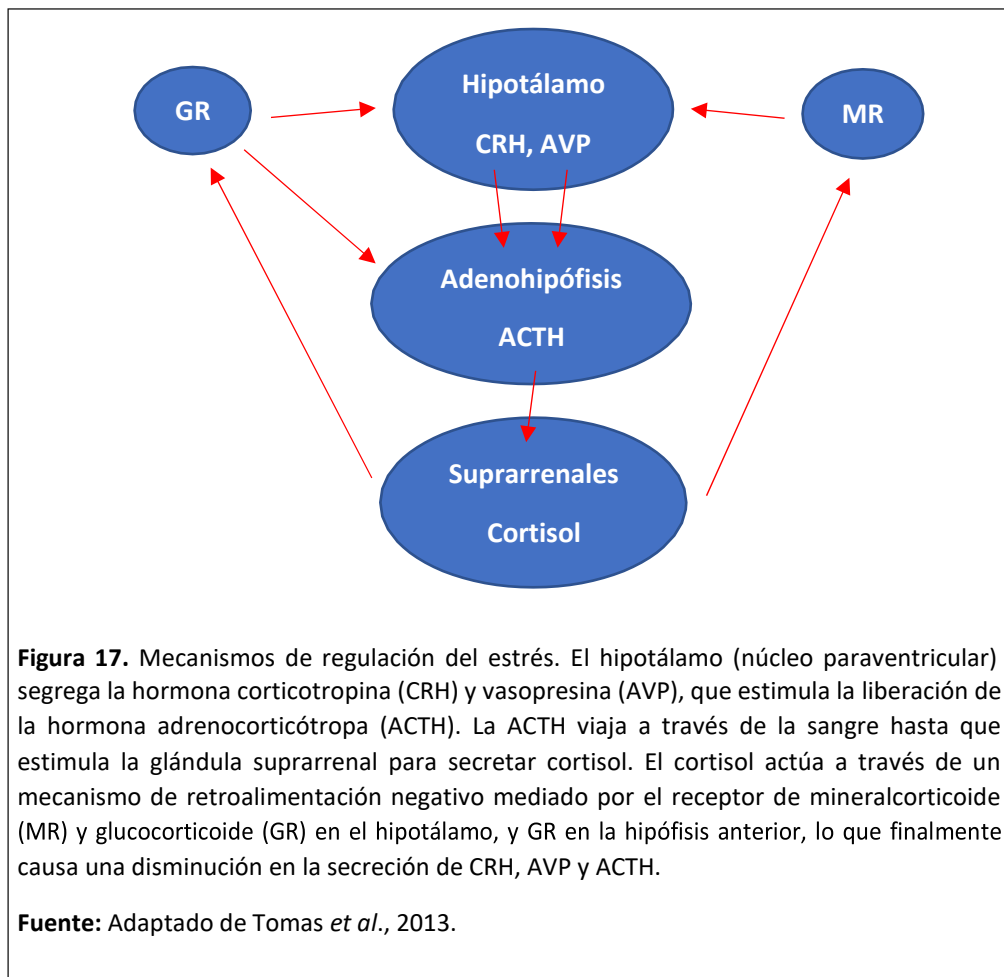 Hipotálamo
CRH, AVP
GR
MR
Adenohipófisis
ACTH
Suprarrenales
Cortisol
Figura 17. Mecanismos de regulación del estrés. El hipotálamo (núcleo paraventricular)
segrega la hormona corticotropina (CRH) y vasopresina (AVP), que estimula la liberación de
la hormona adrenocorticótropa (ACTH). La ACTH viaja a través de la sangre hasta que
estimula la glándula suprarrenal para secretar cortisol. El cortisol actúa a través de un
mecanismo de retroalimentación negativo mediado por el receptor de mineralcorticoide
(MR) y glucocorticoide (GR) en el hipotálamo, y GR en la hipófisis anterior, lo que finalmente
causa una disminución en la secreción de CRH, AVP y ACTH.
Fuente: Adaptado de Tomas et al., 2013.